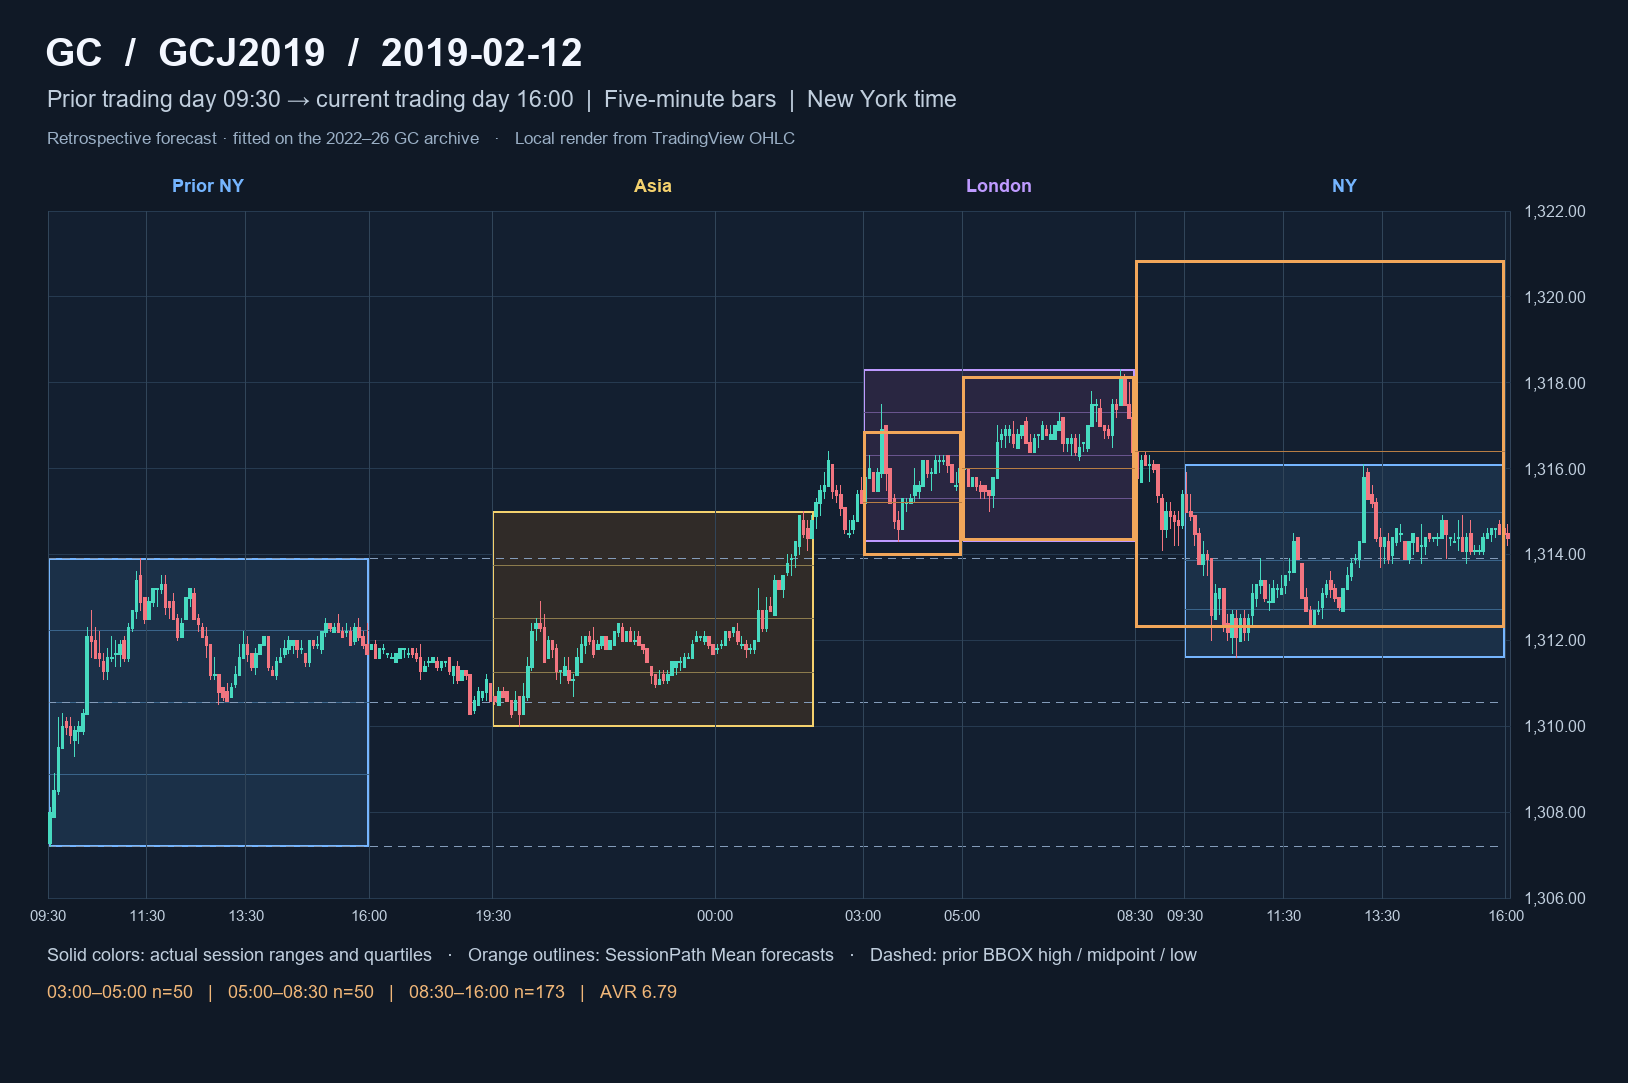 GC / GCJ2019 / 2019-02-12
Prior trading day 09:30 → current trading day 16:00 | Five-minute bars | New York time
Retrospective forecast · fitted on the 2022–26 GC archive · Local render from TradingView OHLC
Prior NY Asia London NY
1,322.00
1,320.00
1,318.00
1,316.00
1,314.00
1,312.00
1,310.00
1,308.00
1,306.00
09:30 11:30 13:30 16:00 19:30 00:00 03:00 05:00 08:30 09:30 11:30 13:30 16:00
Solid colors: actual session ranges and quartiles · Orange outlines: SessionPath Mean forecasts · Dashed: prior BBOX high / midpoint / low
03:00–05:00 n=50 | 05:00–08:30 n=50 | 08:30–16:00 n=173 | AVR 6.79